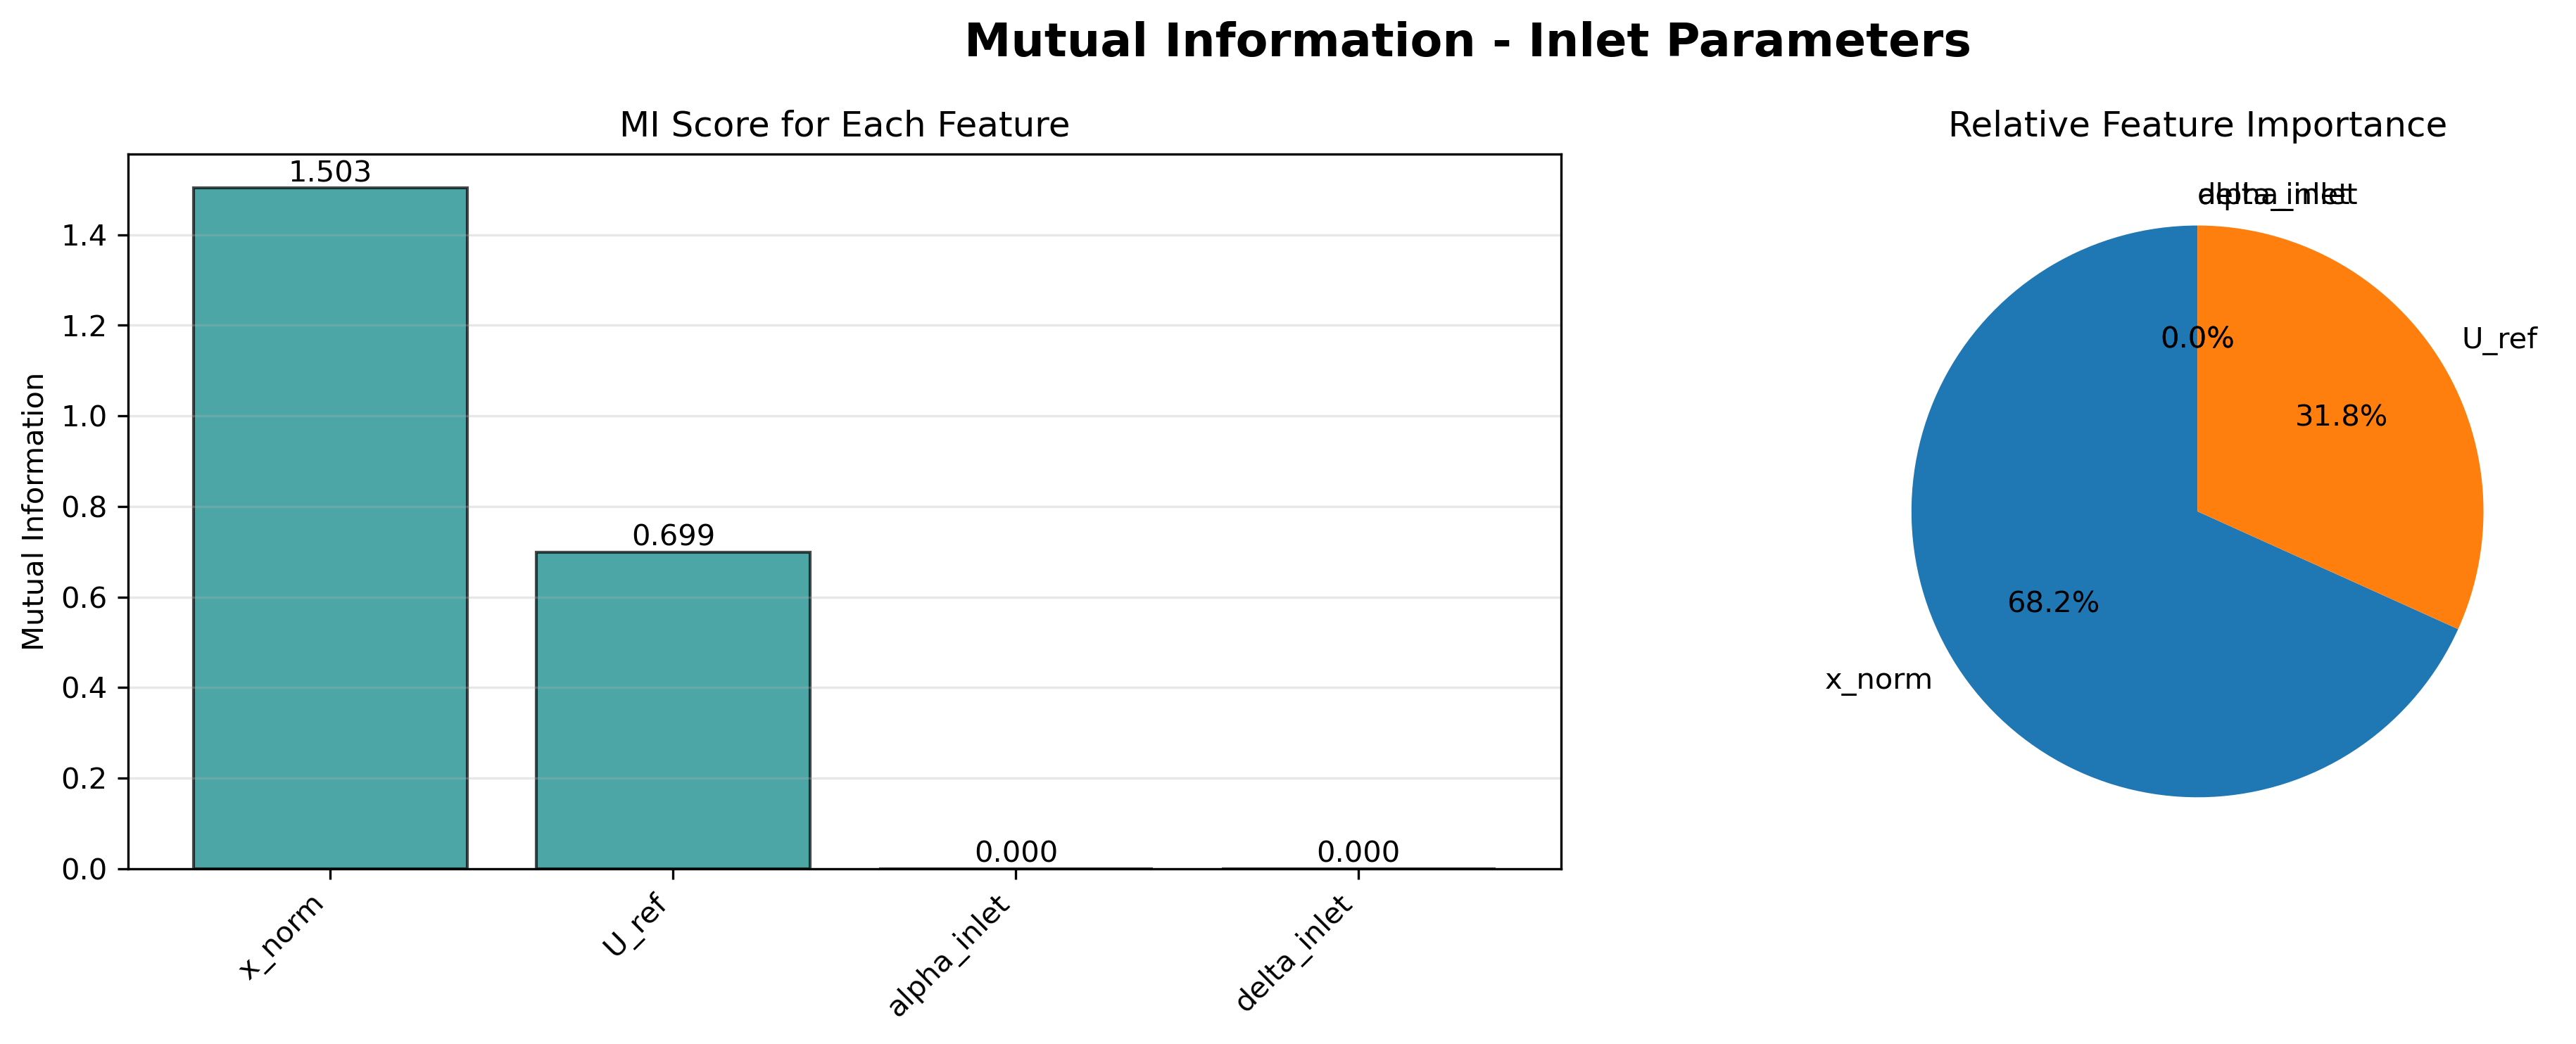 Mutual Information - Inlet Parameters
MI Score for Each Feature
Mutual Information
0.0
0.2
0.4
0.6
0.8
1.0
1.2
1.4
1.503
0.699
0.000
0.000
x_norm
U_ref
alpha_inlet
delta_inlet
Relative Feature Importance
alpha_inlet
delta_inlet
0.0%
U_ref
31.8%
68.2%
x_norm